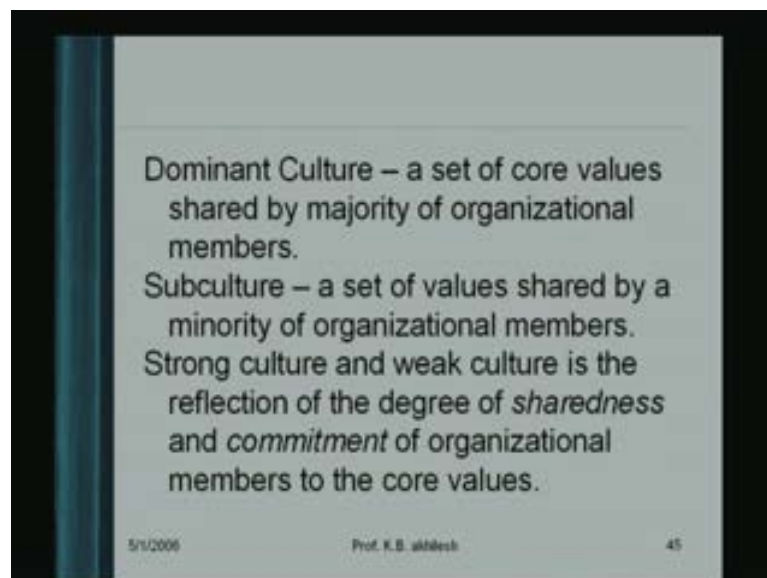 Dominant Culture – a set of core values
shared by majority of organizational
members.
Subculture – a set of values shared by a
minority of organizational members.
Strong culture and weak culture is the
reflection of the degree of sharedness
and commitment of organizational
members to the core values.
5/1/2006 Prof. K.B. akhilesh 45